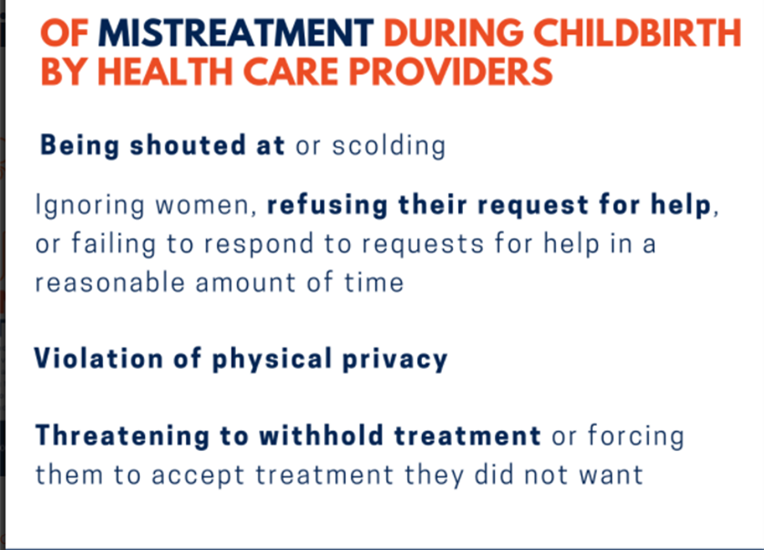 OF MISTREATMENT DURING CHILDBIRTH
BY HEALTH CARE PROVIDERS
Being shouted at or scolding
Ignoring women, refusing their request for help,
or failing to respond to requests for help in a
reasonable amount of time
Violation of physical privacy
Threatening to withhold treatment or forcing
them to accept treatment they did not want